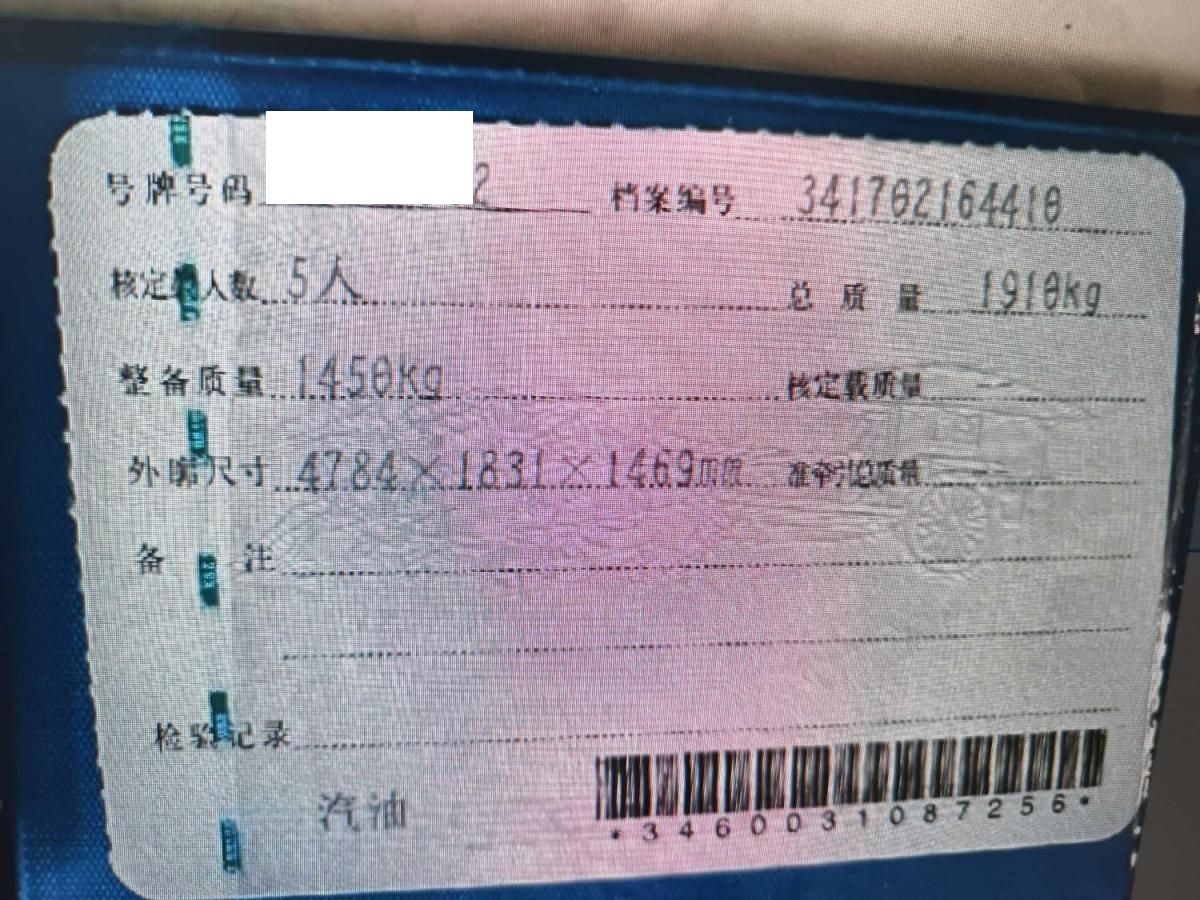 号牌号码 2 档案编号 341702164410
核定载人数 5人 总质量 1910kg
整备质量 1450kg 核定载质量 --
外廓尺寸 4784×1831×1469mm 准牵引总质量 --
备注
检验记录
汽油
*3460031087256*